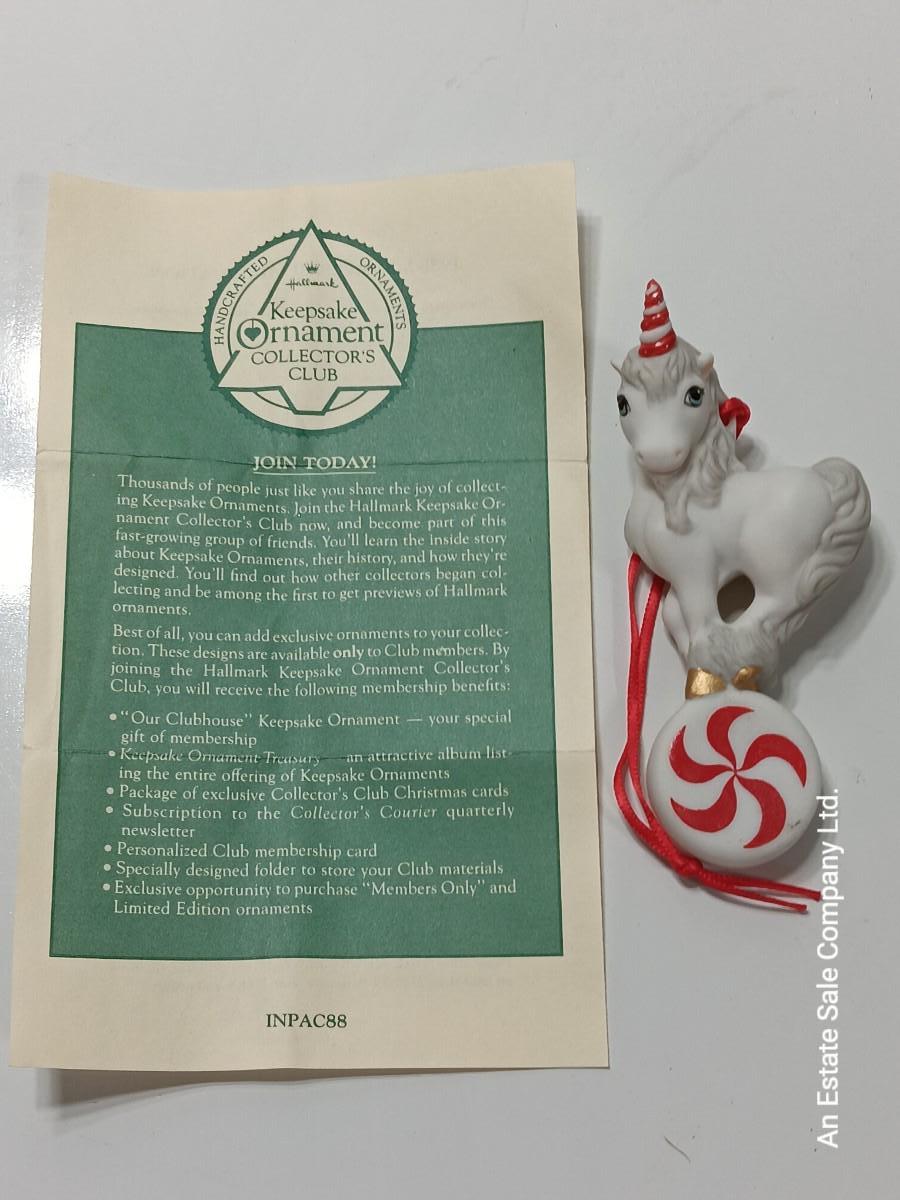 HANDCRAFTED ORNAMENTS
Hallmark
Keepsake
Ornament
COLLECTOR'S
CLUB
JOIN TODAY!
Thousands of people just like you share the joy of collect-
ing Keepsake Ornaments. Join the Hallmark Keepsake Or-
nament Collector's Club now, and become part of this
fast-growing group of friends. You'll learn the inside story
about Keepsake Ornaments, their history, and how they're
designed. You'll find out how other collectors began col-
lecting and be among the first to get previews of Hallmark
ornaments.
Best of all, you can add exclusive ornaments to your collec-
tion. These designs are available only to Club members. By
joining the Hallmark Keepsake Ornament Collector's
Club, you will receive the following membership benefits:
• "Our Clubhouse" Keepsake Ornament — your special
gift of membership
• Keepsake Ornament Treasury — an attractive album list-
ing the entire offering of Keepsake Ornaments
• Package of exclusive Collector's Club Christmas cards
• Subscription to the Collector's Courier quarterly
newsletter
• Personalized Club membership card
• Specially designed folder to store your Club materials
• Exclusive opportunity to purchase "Members Only" and
Limited Edition ornaments
INPAC88
An Estate Sale Company Ltd.